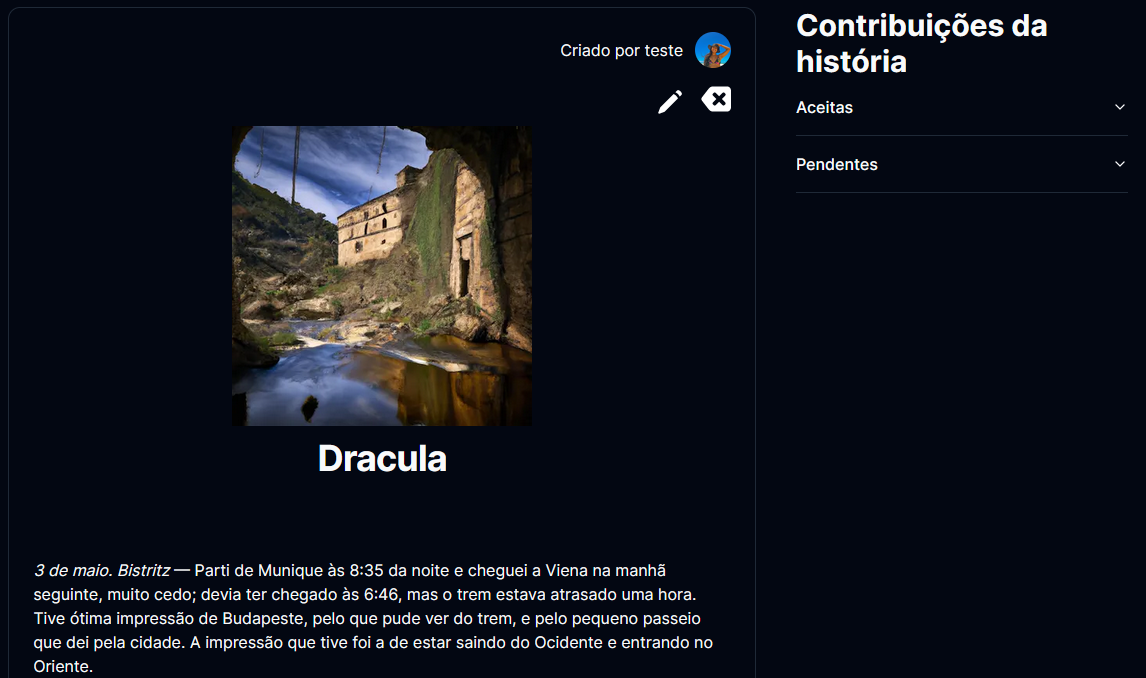 Criado por teste
Dracula
3 de maio. Bistritz — Parti de Munique às 8:35 da noite e cheguei a Viena na manhã
seguinte, muito cedo; devia ter chegado às 6:46, mas o trem estava atrasado uma hora.
Tive ótima impressão de Budapeste, pelo que pude ver do trem, e pelo pequeno passeio
que dei pela cidade. A impressão que tive foi a de estar saindo do Ocidente e entrando no
Oriente.
Contribuições da
história
Aceitas
Pendentes